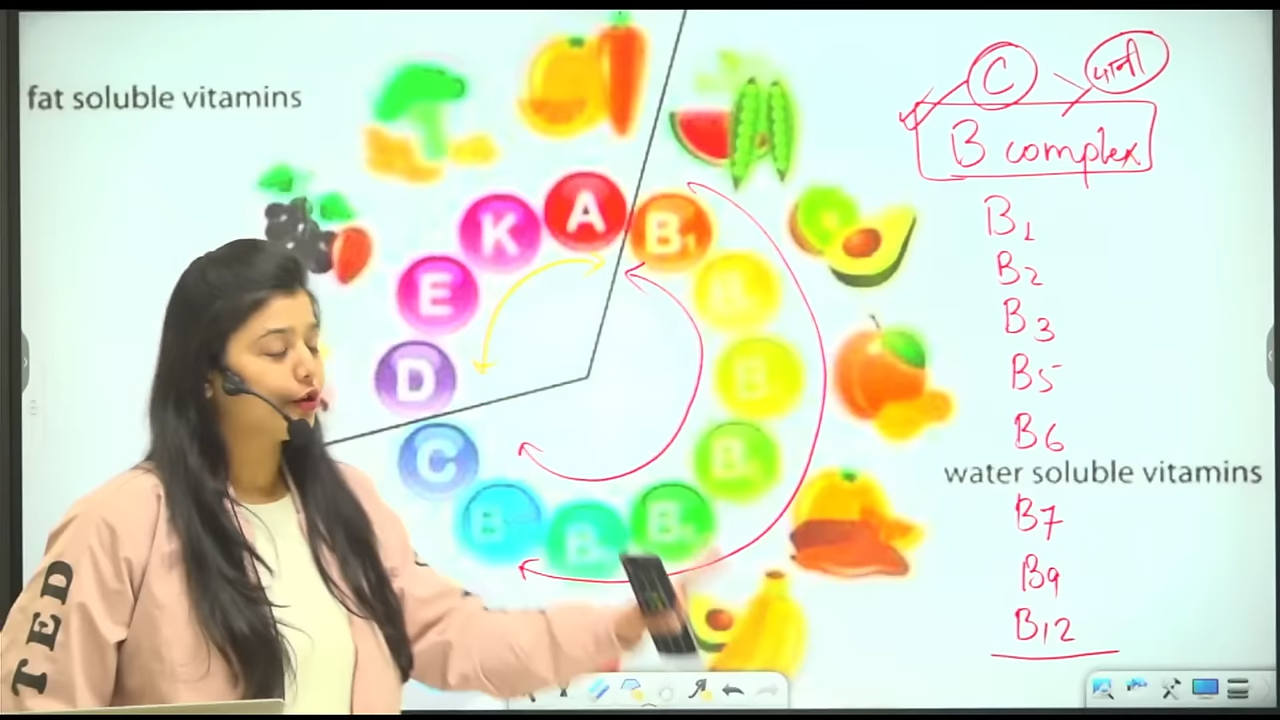 fat soluble vitamins
C पानी
B complex
K A B1
E
D
C
B1
B2
B3
B5
B6
water soluble vitamins
B7
B9
B12
TED